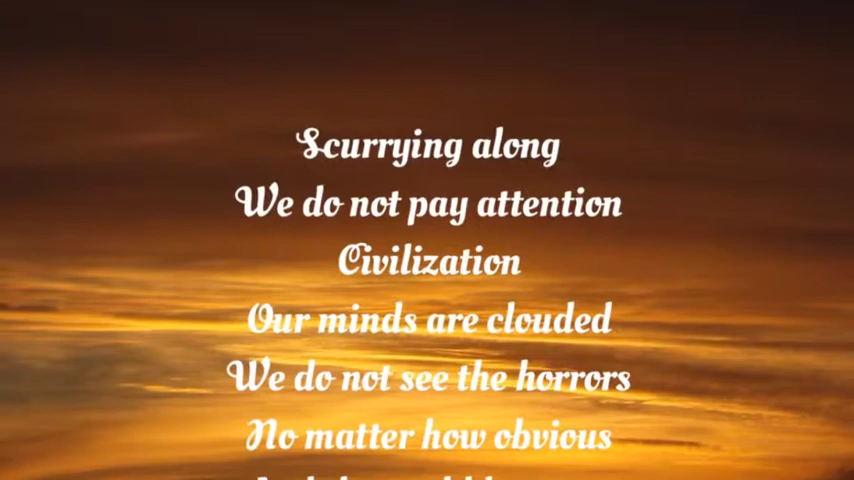 Scurrying along
We do not pay attention
Civilization
Our minds are clouded
We do not see the horrors
No matter how obvious